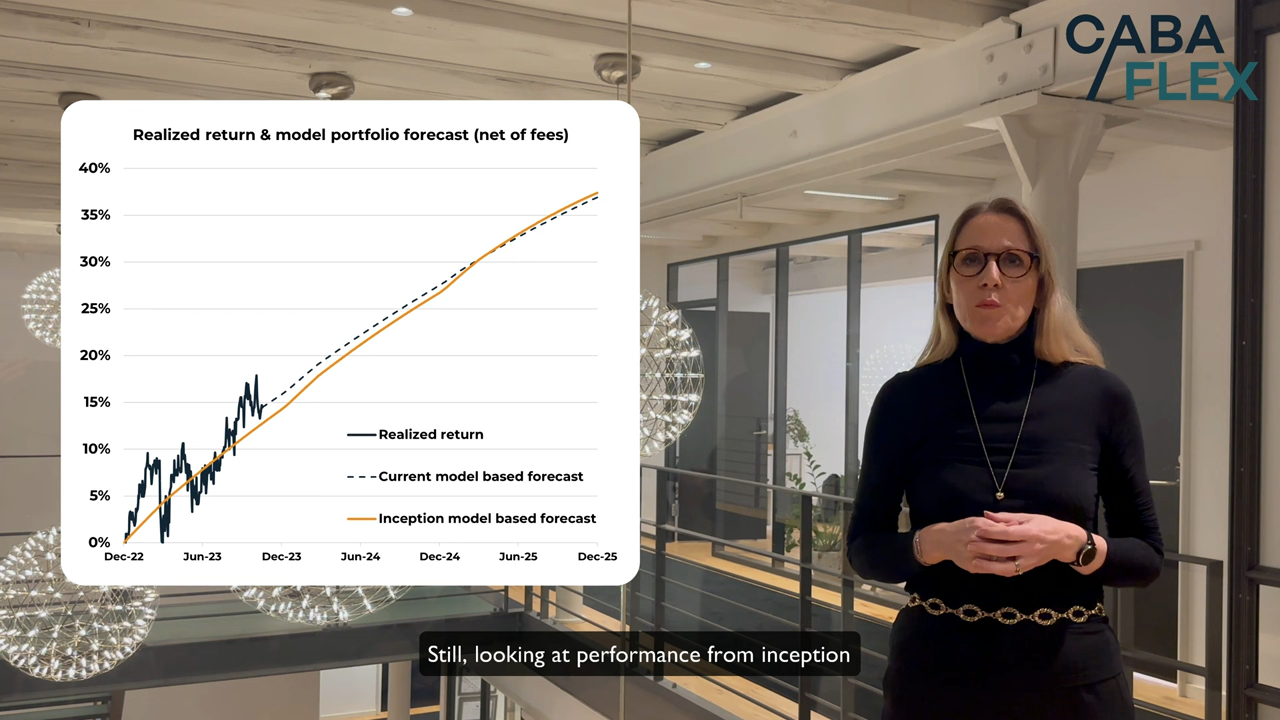 CABA
FLEX
Realized return & model portfolio forecast (net of fees)
40%
35%
30%
25%
20%
15%
10%
5%
0%
Realized return
Current model based forecast
Inception model based forecast
Dec-22 Jun-23 Dec-23 Jun-24 Dec-24 Jun-25 Dec-25
Still, looking at performance from inception